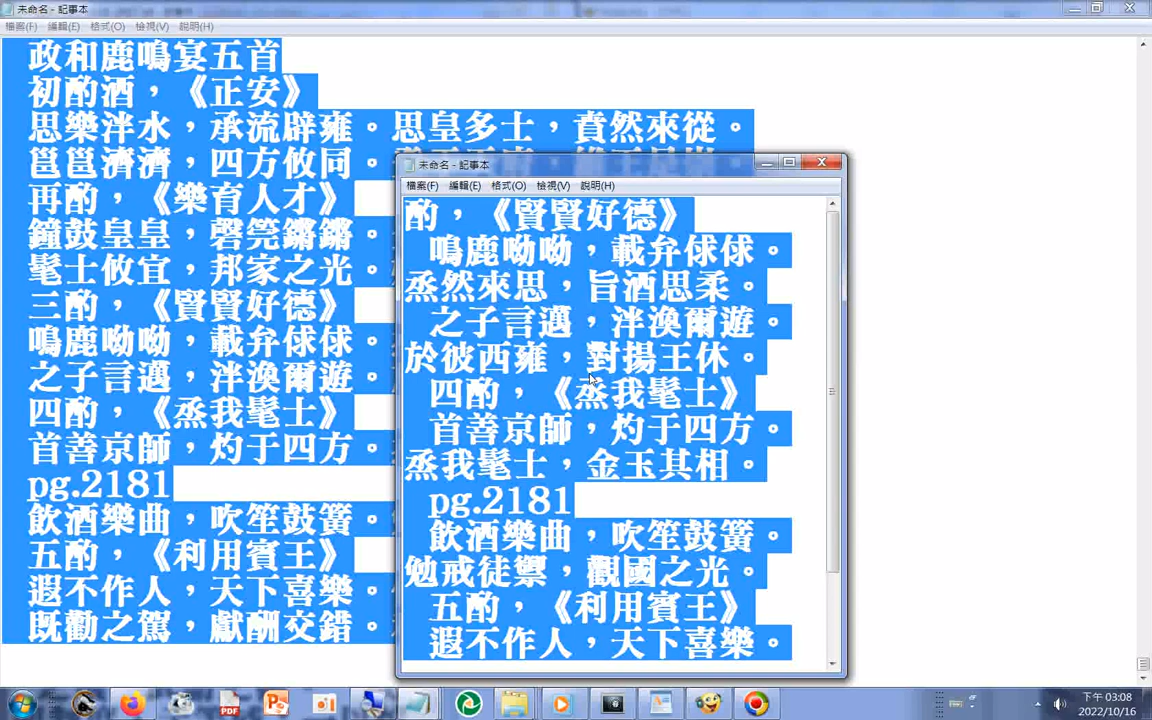 未命名 - 記事本
檔案(F) 編輯(E) 格式(O) 檢視(V) 說明(H)
政和鹿鳴宴五首
初酌酒，《正安》
思樂泮水，承流辟雍。思皇多士，賁然來從。
邕邕濟濟，四方攸同。
再酌，《樂育人才》
鐘鼓皇皇，磬筦鏘鏘。
髦士攸宜，邦家之光。
三酌，《賢賢好德》
鳴鹿呦呦，載弁俅俅。
之子言邁，泮渙爾遊。
四酌，《烝我髦士》
首善京師，灼于四方。
pg.2181
飲酒樂曲，吹笙鼓簧。
五酌，《利用賓王》
遐不作人，天下喜樂。
既勸之駕，獻酬交錯。
未命名 - 記事本
檔案(F) 編輯(E) 格式(O) 檢視(V) 說明(H)
酌，《賢賢好德》
鳴鹿呦呦，載弁俅俅。
烝然來思，旨酒思柔。
之子言邁，泮渙爾遊。
於彼西雍，對揚王休。
四酌，《烝我髦士》
首善京師，灼于四方。
烝我髦士，金玉其相。
pg.2181
飲酒樂曲，吹笙鼓簧。
勉戒徒禦，觀國之光。
五酌，《利用賓王》
遐不作人，天下喜樂。
PDF
下午 03:08
2022/10/16